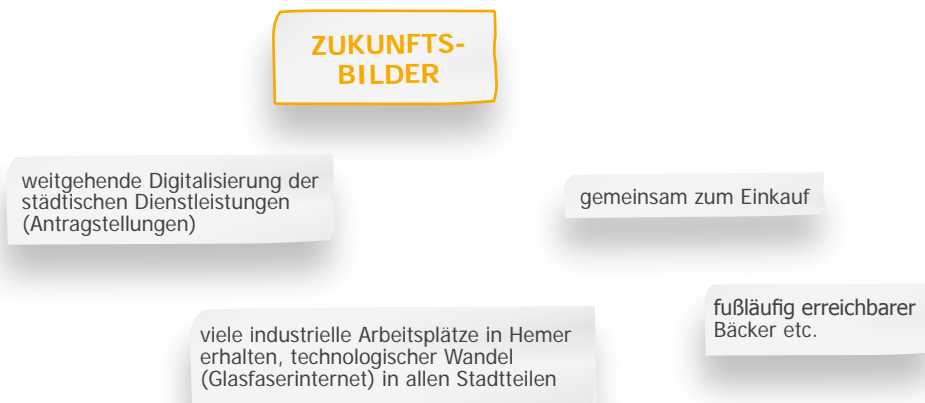 ZUKUNFTS-
BILDER
weitgehende Digitalisierung der
städtischen Dienstleistungen
(Antragstellungen)
gemeinsam zum Einkauf
fußläufig erreichbarer
Bäcker etc.
viele industrielle Arbeitsplätze in Hemer
erhalten, technologischer Wandel
(Glasfaserinternet) in allen Stadtteilen